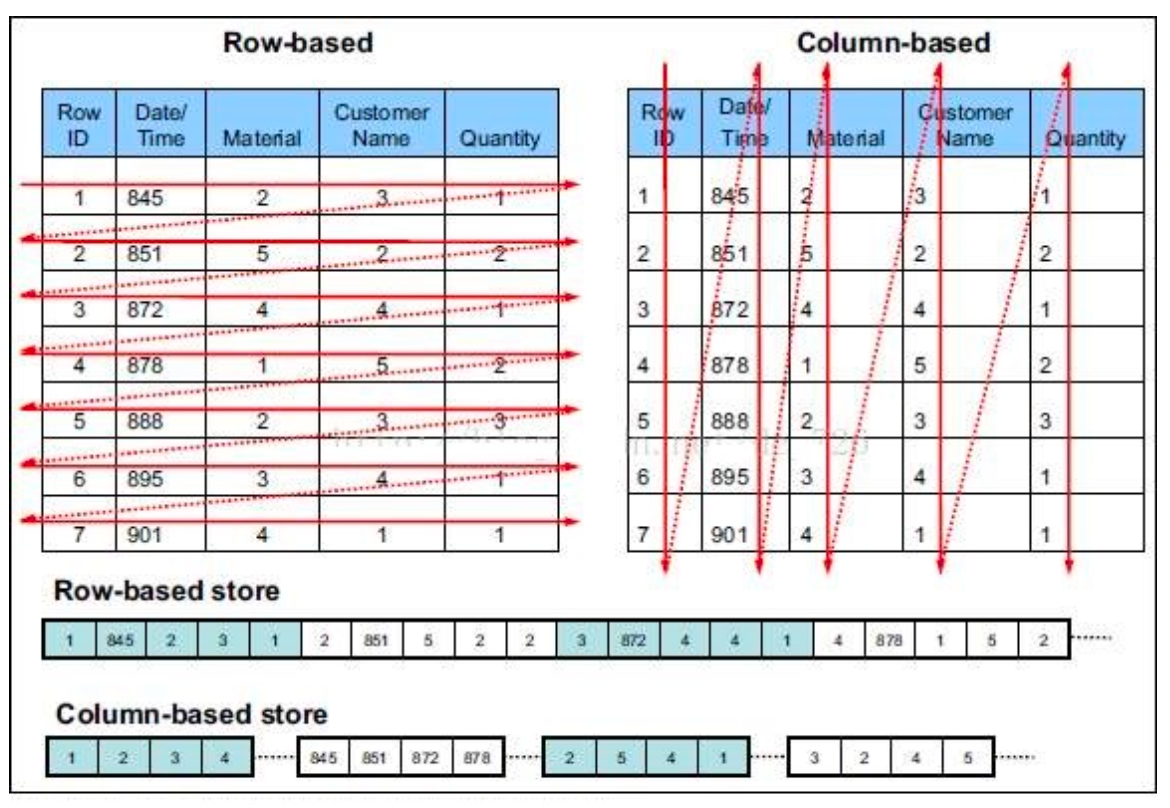 Row-based
Row ID Date/ Time Material Customer Name Quantity
1 845 2 3 1
2 851 5 2 2
3 872 4 4 1
4 878 1 5 2
5 888 2 3 3
6 895 3 4 1
7 901 4 1 1
Column-based
Row ID Date/ Time Material Customer Name Quantity
1 845 2 3 1
2 851 5 2 2
3 872 4 4 1
4 878 1 5 2
5 888 2 3 3
6 895 3 4 1
7 901 4 1 1
Row-based store
1 845 2 3 1 2 851 5 2 2 3 872 4 4 1 4 878 1 5 2
Column-based store
1 2 3 4 845 851 872 878 2 5 4 1 3 2 4 5